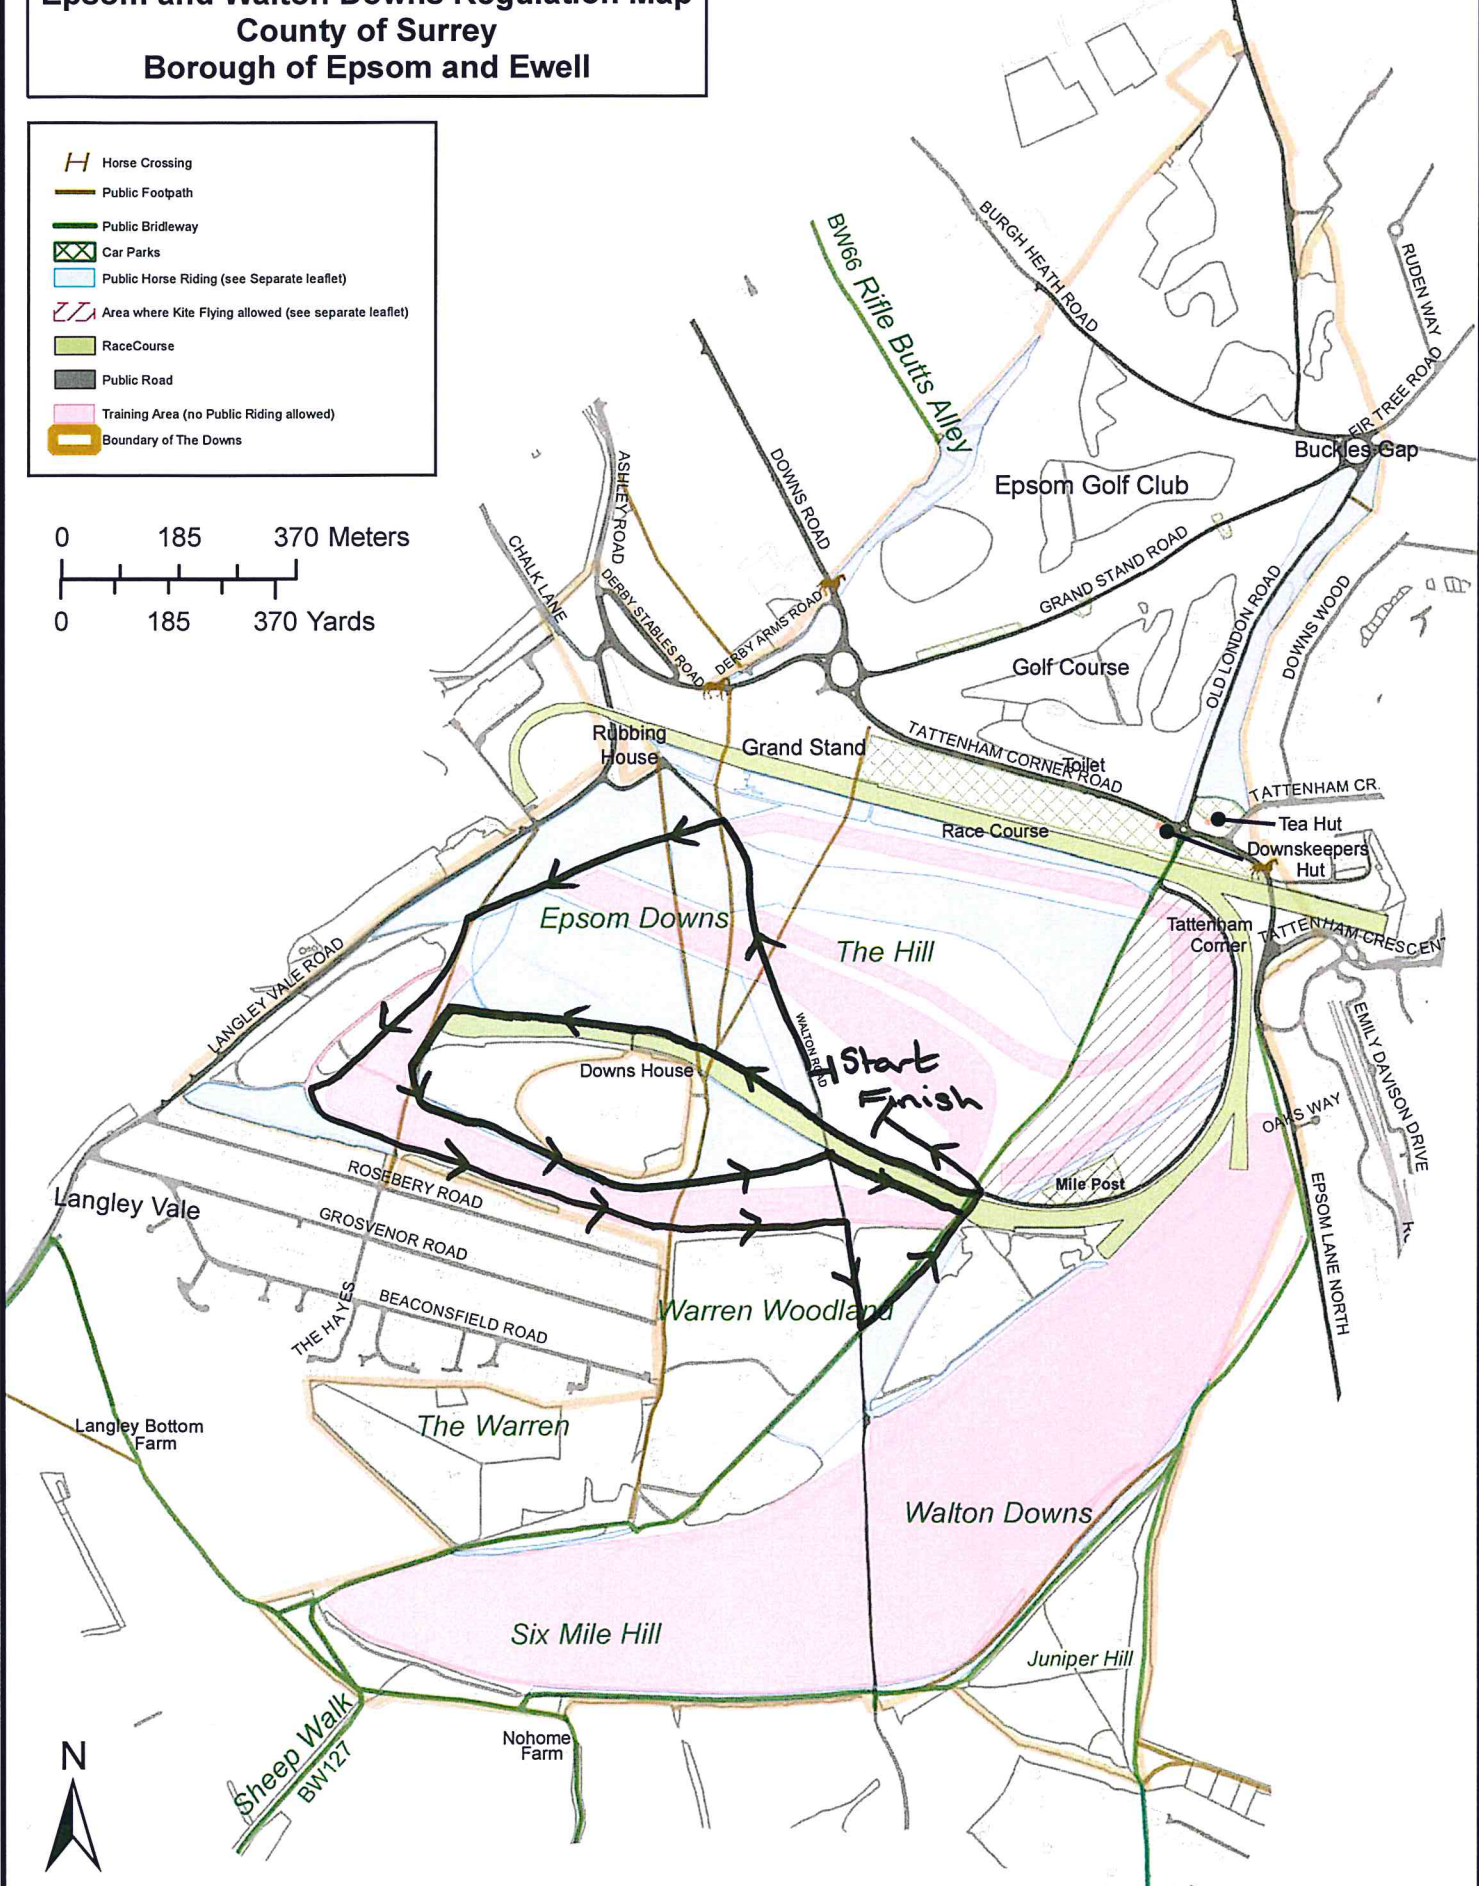 Epsom and Walton Downs Regulation Map
County of Surrey
Borough of Epsom and Ewell
Horse Crossing
Public Footpath
Public Bridleway
Car Parks
Public Horse Riding (see Separate leaflet)
Area where Kite Flying allowed (see separate leaflet)
RaceCourse
Public Road
Training Area (no Public Riding allowed)
Boundary of The Downs
0 185 370 Meters
0 185 370 Yards
BURGH HEATH ROAD
BW66 Rifle Butts Alley
RUDEN WAY
FIR TREE ROAD
Buckles Gap
Epsom Golf Club
DOWNS ROAD
ASHLEY ROAD
CHALK LANE
DERBY STABLES ROAD
DERBY ARMS ROAD
GRAND STAND ROAD
OLD LONDON ROAD
DOWNS WOOD
Golf Course
Rubbing
House
Grand Stand
TATTENHAM CORNER ROAD
Toilet
TATTENHAM CR.
Race Course
Tea Hut
Downskeepers
Hut
Epsom Downs
The Hill
Tattenham
Corner
TATTENHAM CRESCENT
LANGLEY VALE ROAD
WALTON ROAD
Start
Finish
Downs House
EMILY DAVISON DRIVE
OAKS WAY
Mile Post
EPSOM LANE NORTH
Langley Vale
ROSEBERY ROAD
GROSVENOR ROAD
BEACONSFIELD ROAD
THE HAYES
Warren Woodland
The Warren
Langley Bottom
Farm
Walton Downs
Six Mile Hill
Juniper Hill
Sheep Walk
BW127
Nohome
Farm
N